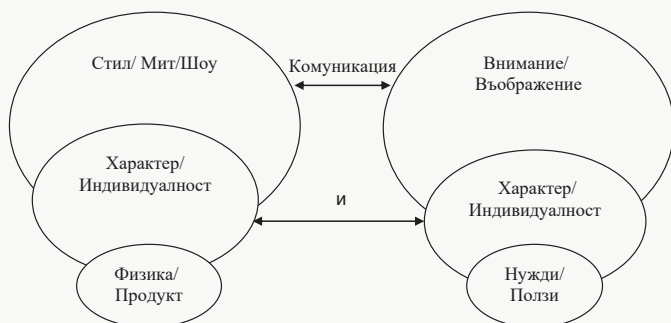 Стил/ Мит/Шоу
Комуникация
Внимание/
Въображение
Характер/
Индивидуалност
и
Характер/
Индивидуалност
Физика/
Продукт
Нужди/
Ползи